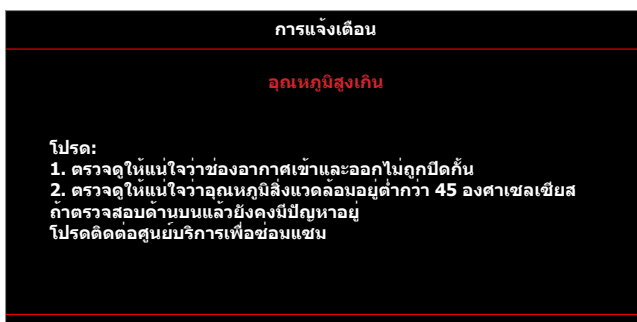 การแจ้งเตือน
อุณหภูมิสูงเกิน
โปรด:
1. ตรวจดูให้แน่ใจว่าช่องอากาศเข้าและออกไม่ถูกปิดกั้น
2. ตรวจดูให้แน่ใจว่าอุณหภูมิสิ่งแวดล้อมอยู่ต่ำกว่า 45 องศาเซลเซียส
ถ้าตรวจสอบด้านบนแล้วยังคงมีปัญหาอยู่
โปรดติดต่อศูนย์บริการเพื่อซ่อมแซม